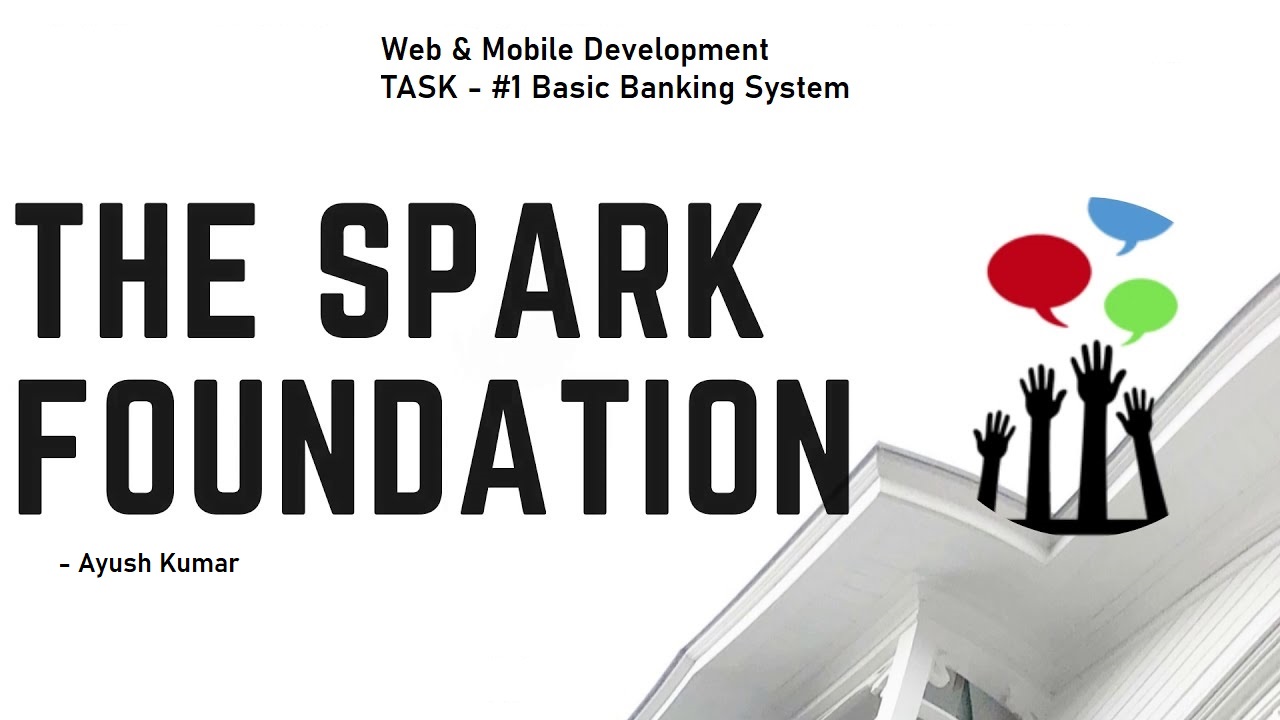 Web & Mobile Development
TASK - #1 Basic Banking System
THE SPARK
FOUNDATION
- Ayush Kumar